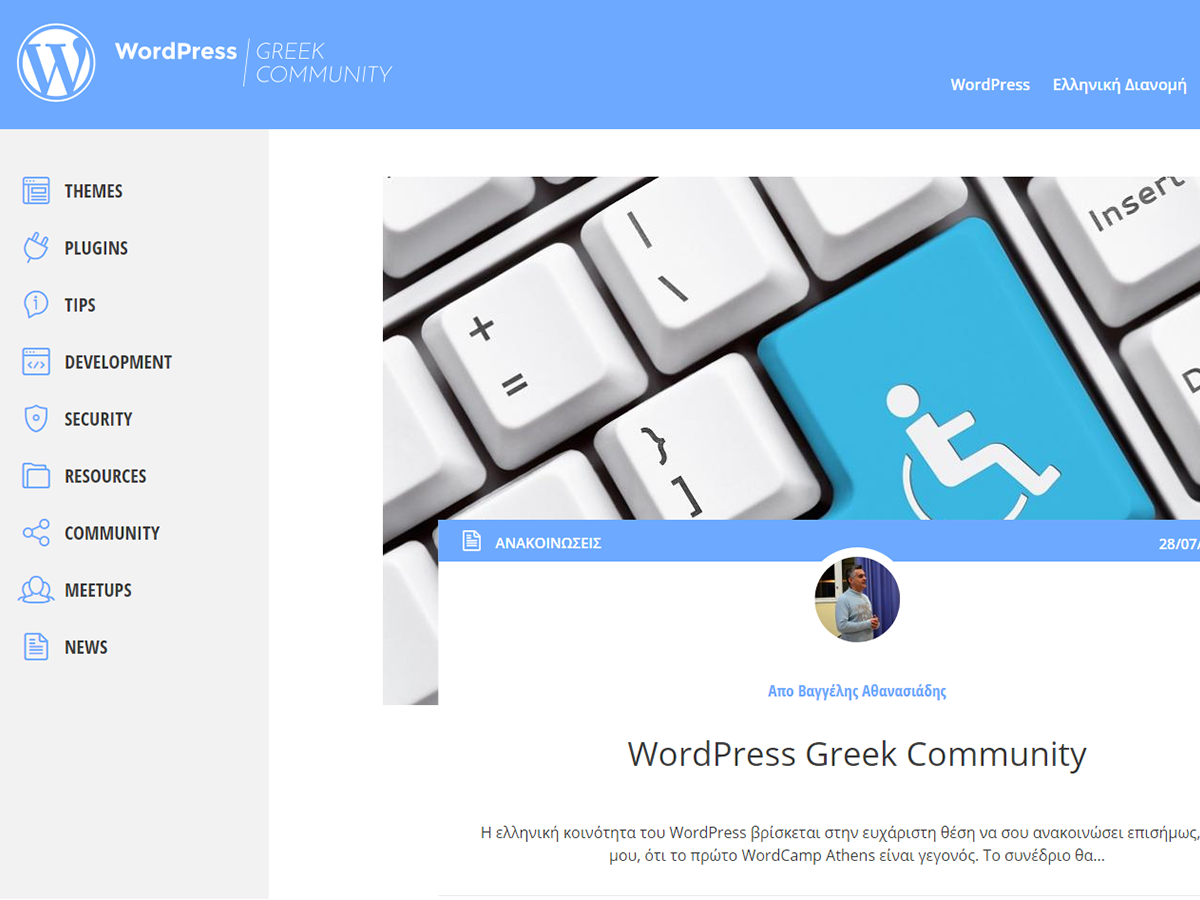 WordPress
GREEK
COMMUNITY
WordPress Ελληνική Διανομή
THEMES
PLUGINS
TIPS
DEVELOPMENT
SECURITY
RESOURCES
COMMUNITY
MEETUPS
NEWS
Insert
|
\
+
=
}
]
D
ΑΝΑΚΟΙΝΩΣΕΙΣ
28/07/
Απο Βαγγέλης Αθανασιάδης
WordPress Greek Community
Η ελληνική κοινότητα του WordPress βρίσκεται στην ευχάριστη θέση να σου ανακοινώσει επισήμως,
μου, ότι το πρώτο WordCamp Athens είναι γεγονός. Το συνέδριο θα...